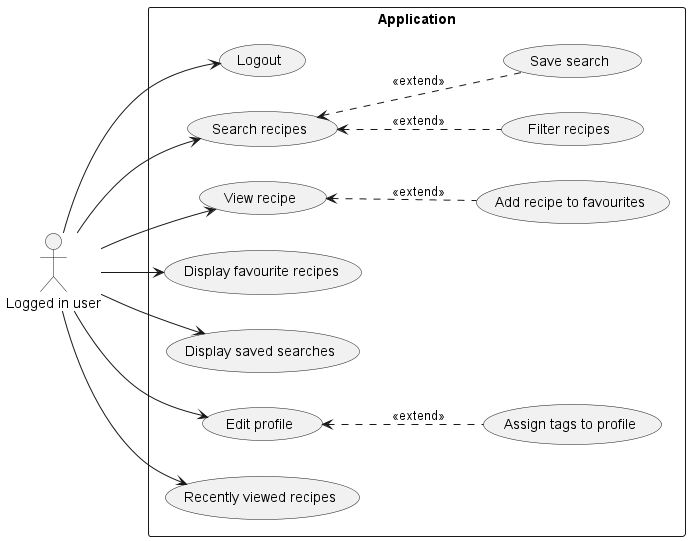 Application
Logout
Save search
«extend»
Search recipes
«extend»
Filter recipes
View recipe
«extend»
Add recipe to favourites
Logged in user
Display favourite recipes
Display saved searches
Edit profile
«extend»
Assign tags to profile
Recently viewed recipes